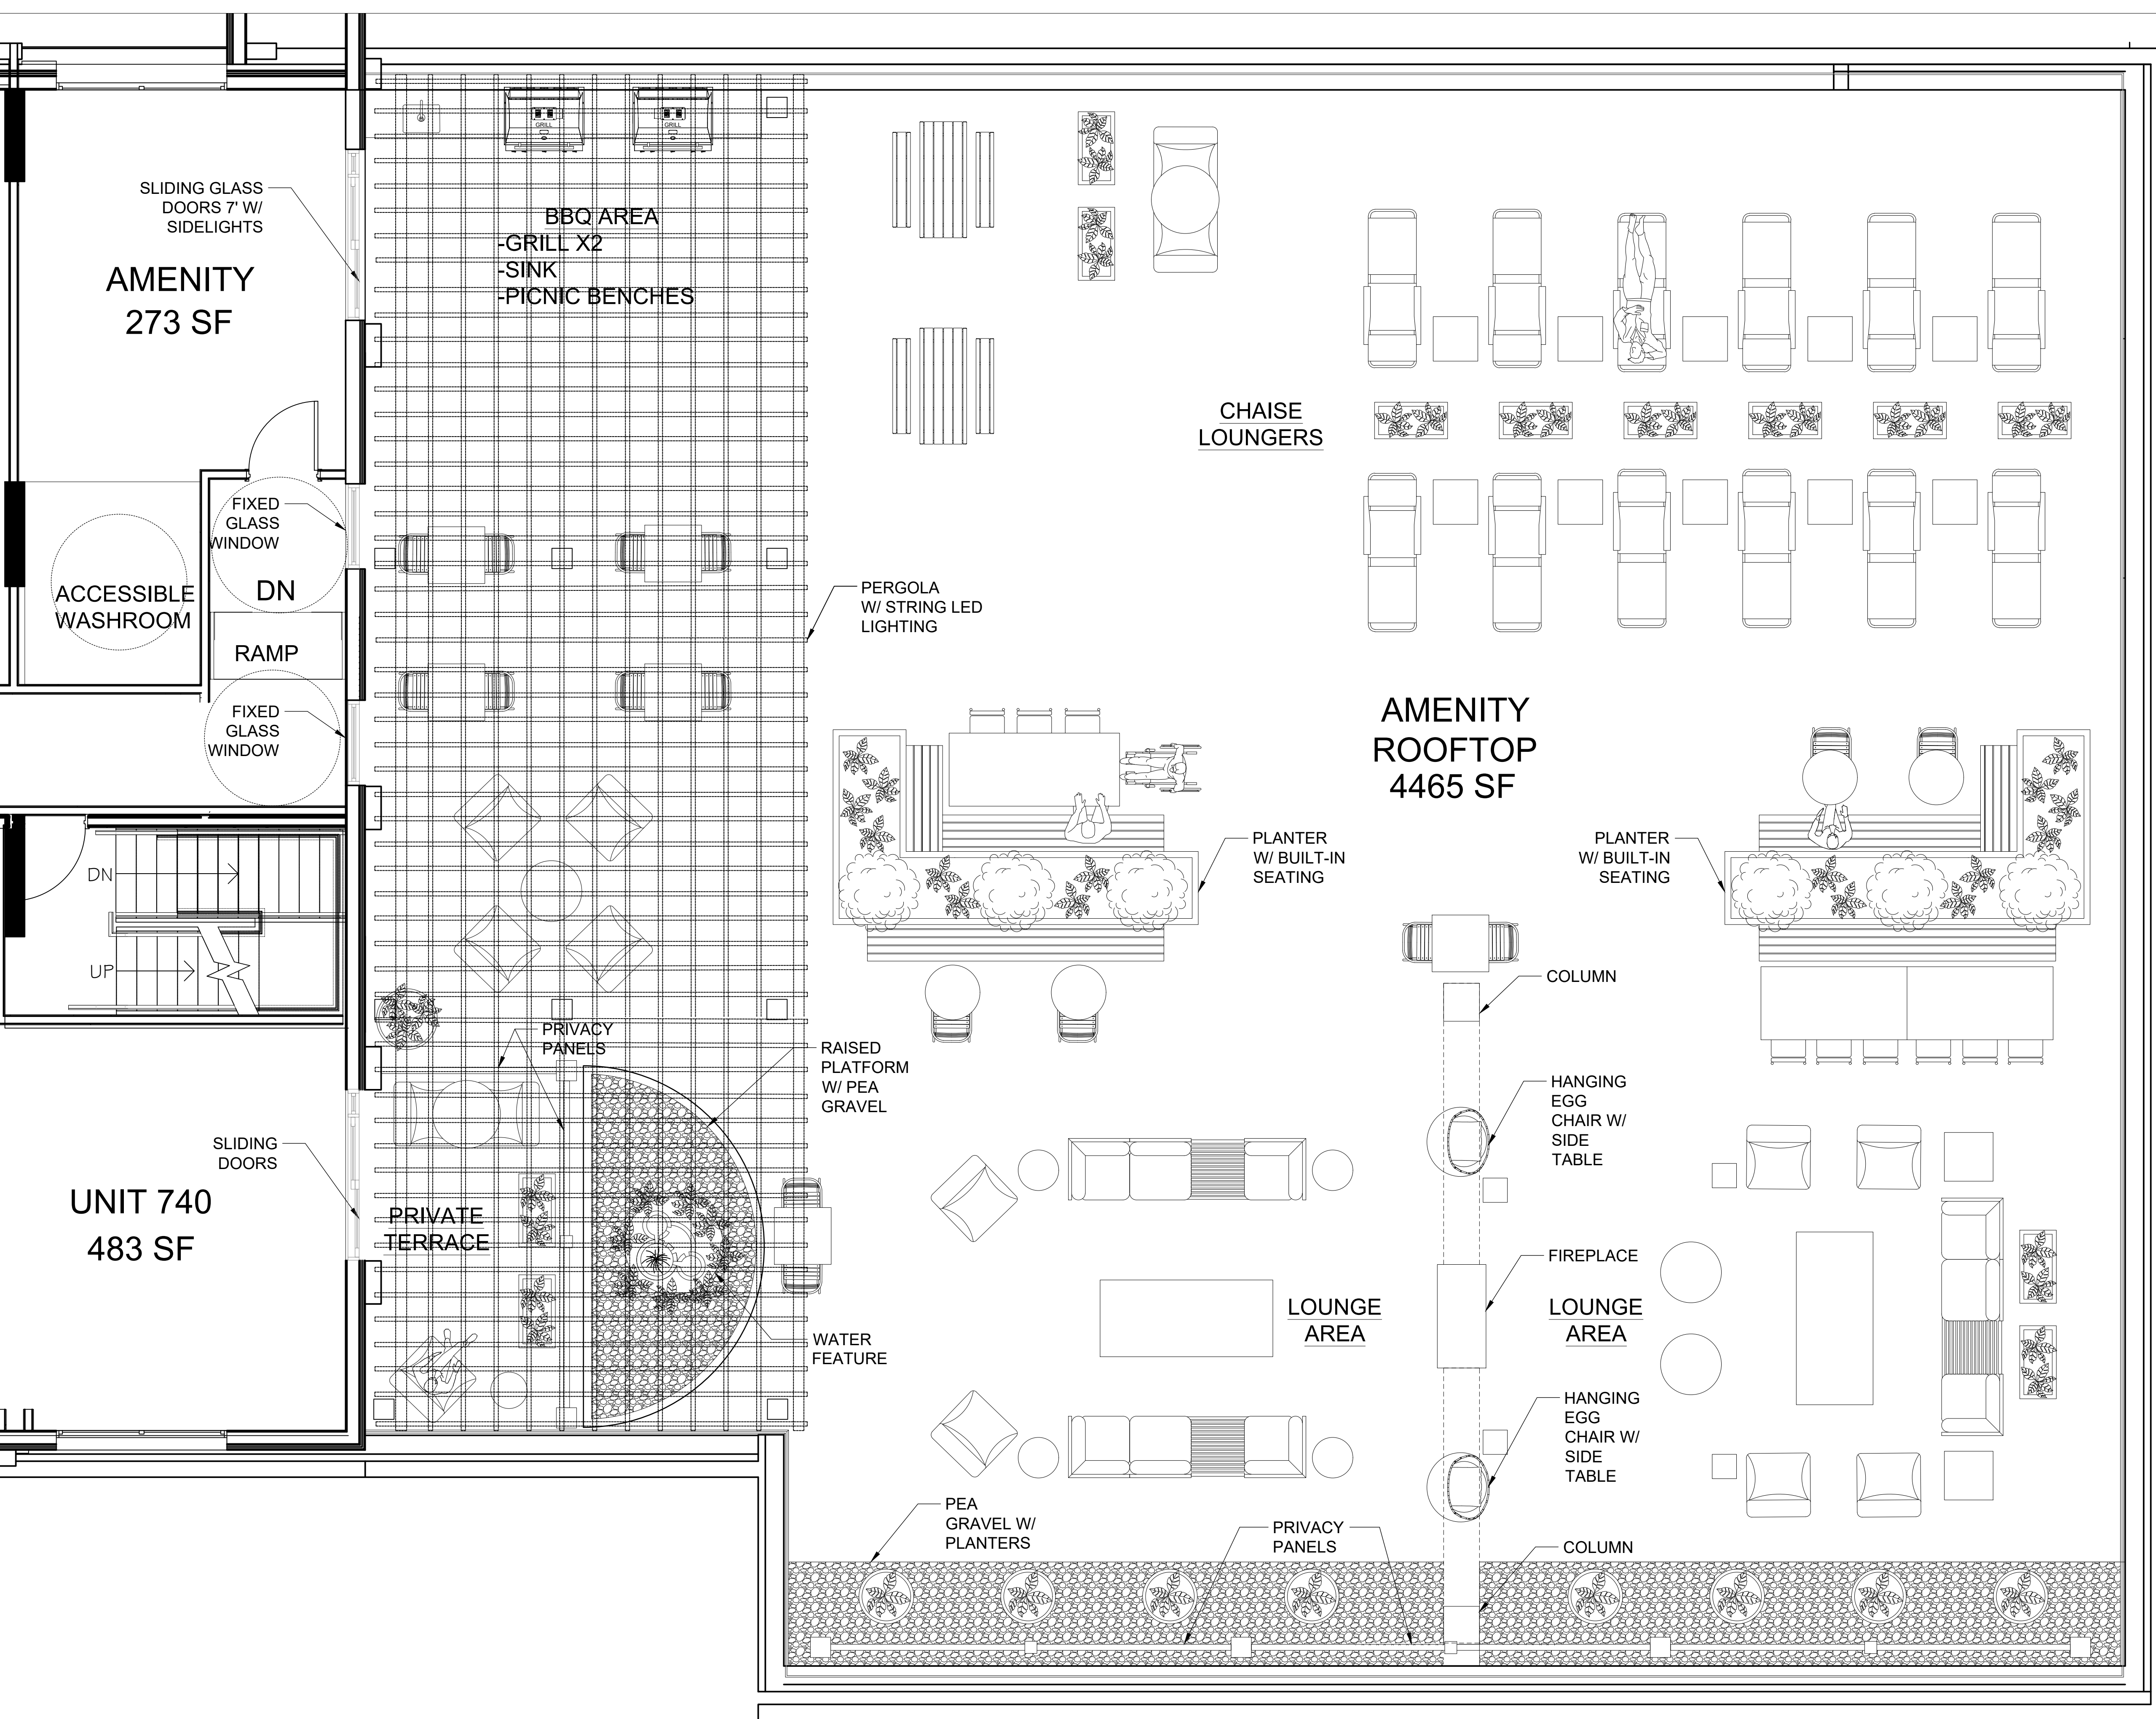 GRILL
GRILL
SLIDING GLASS
DOORS 7' W/
SIDELIGHTS
AMENITY
273 SF
BBQ AREA
-GRILL X2
-SINK
-PICNIC BENCHES
CHAISE
LOUNGERS
FIXED
GLASS
WINDOW
DN
ACCESSIBLE
WASHROOM
RAMP
FIXED
GLASS
WINDOW
PERGOLA
W/ STRING LED
LIGHTING
AMENITY
ROOFTOP
4465 SF
PLANTER
W/ BUILT-IN
SEATING
PLANTER
W/ BUILT-IN
SEATING
DN
UP
COLUMN
PRIVACY
PANELS
RAISED
PLATFORM
W/ PEA
GRAVEL
HANGING
EGG
CHAIR W/
SIDE
TABLE
SLIDING
DOORS
UNIT 740
483 SF
PRIVATE
TERRACE
FIREPLACE
LOUNGE
AREA
LOUNGE
AREA
WATER
FEATURE
HANGING
EGG
CHAIR W/
SIDE
TABLE
PEA
GRAVEL W/
PLANTERS
PRIVACY
PANELS
COLUMN